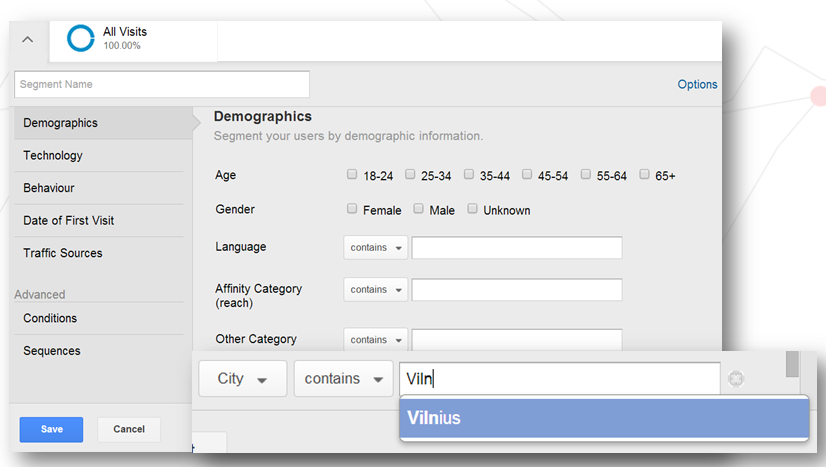 All Visits
100.00%
Segment Name
Options
Demographics
Technology
Behaviour
Date of First Visit
Traffic Sources
Advanced
Conditions
Sequences
Save
Cancel
Demographics
Segment your users by demographic information.
Age 18-24 25-34 35-44 45-54 55-64 65+
Gender Female Male Unknown
Language contains
Affinity Category contains
(reach)
Other Category contains
City contains Viln
Vilnius